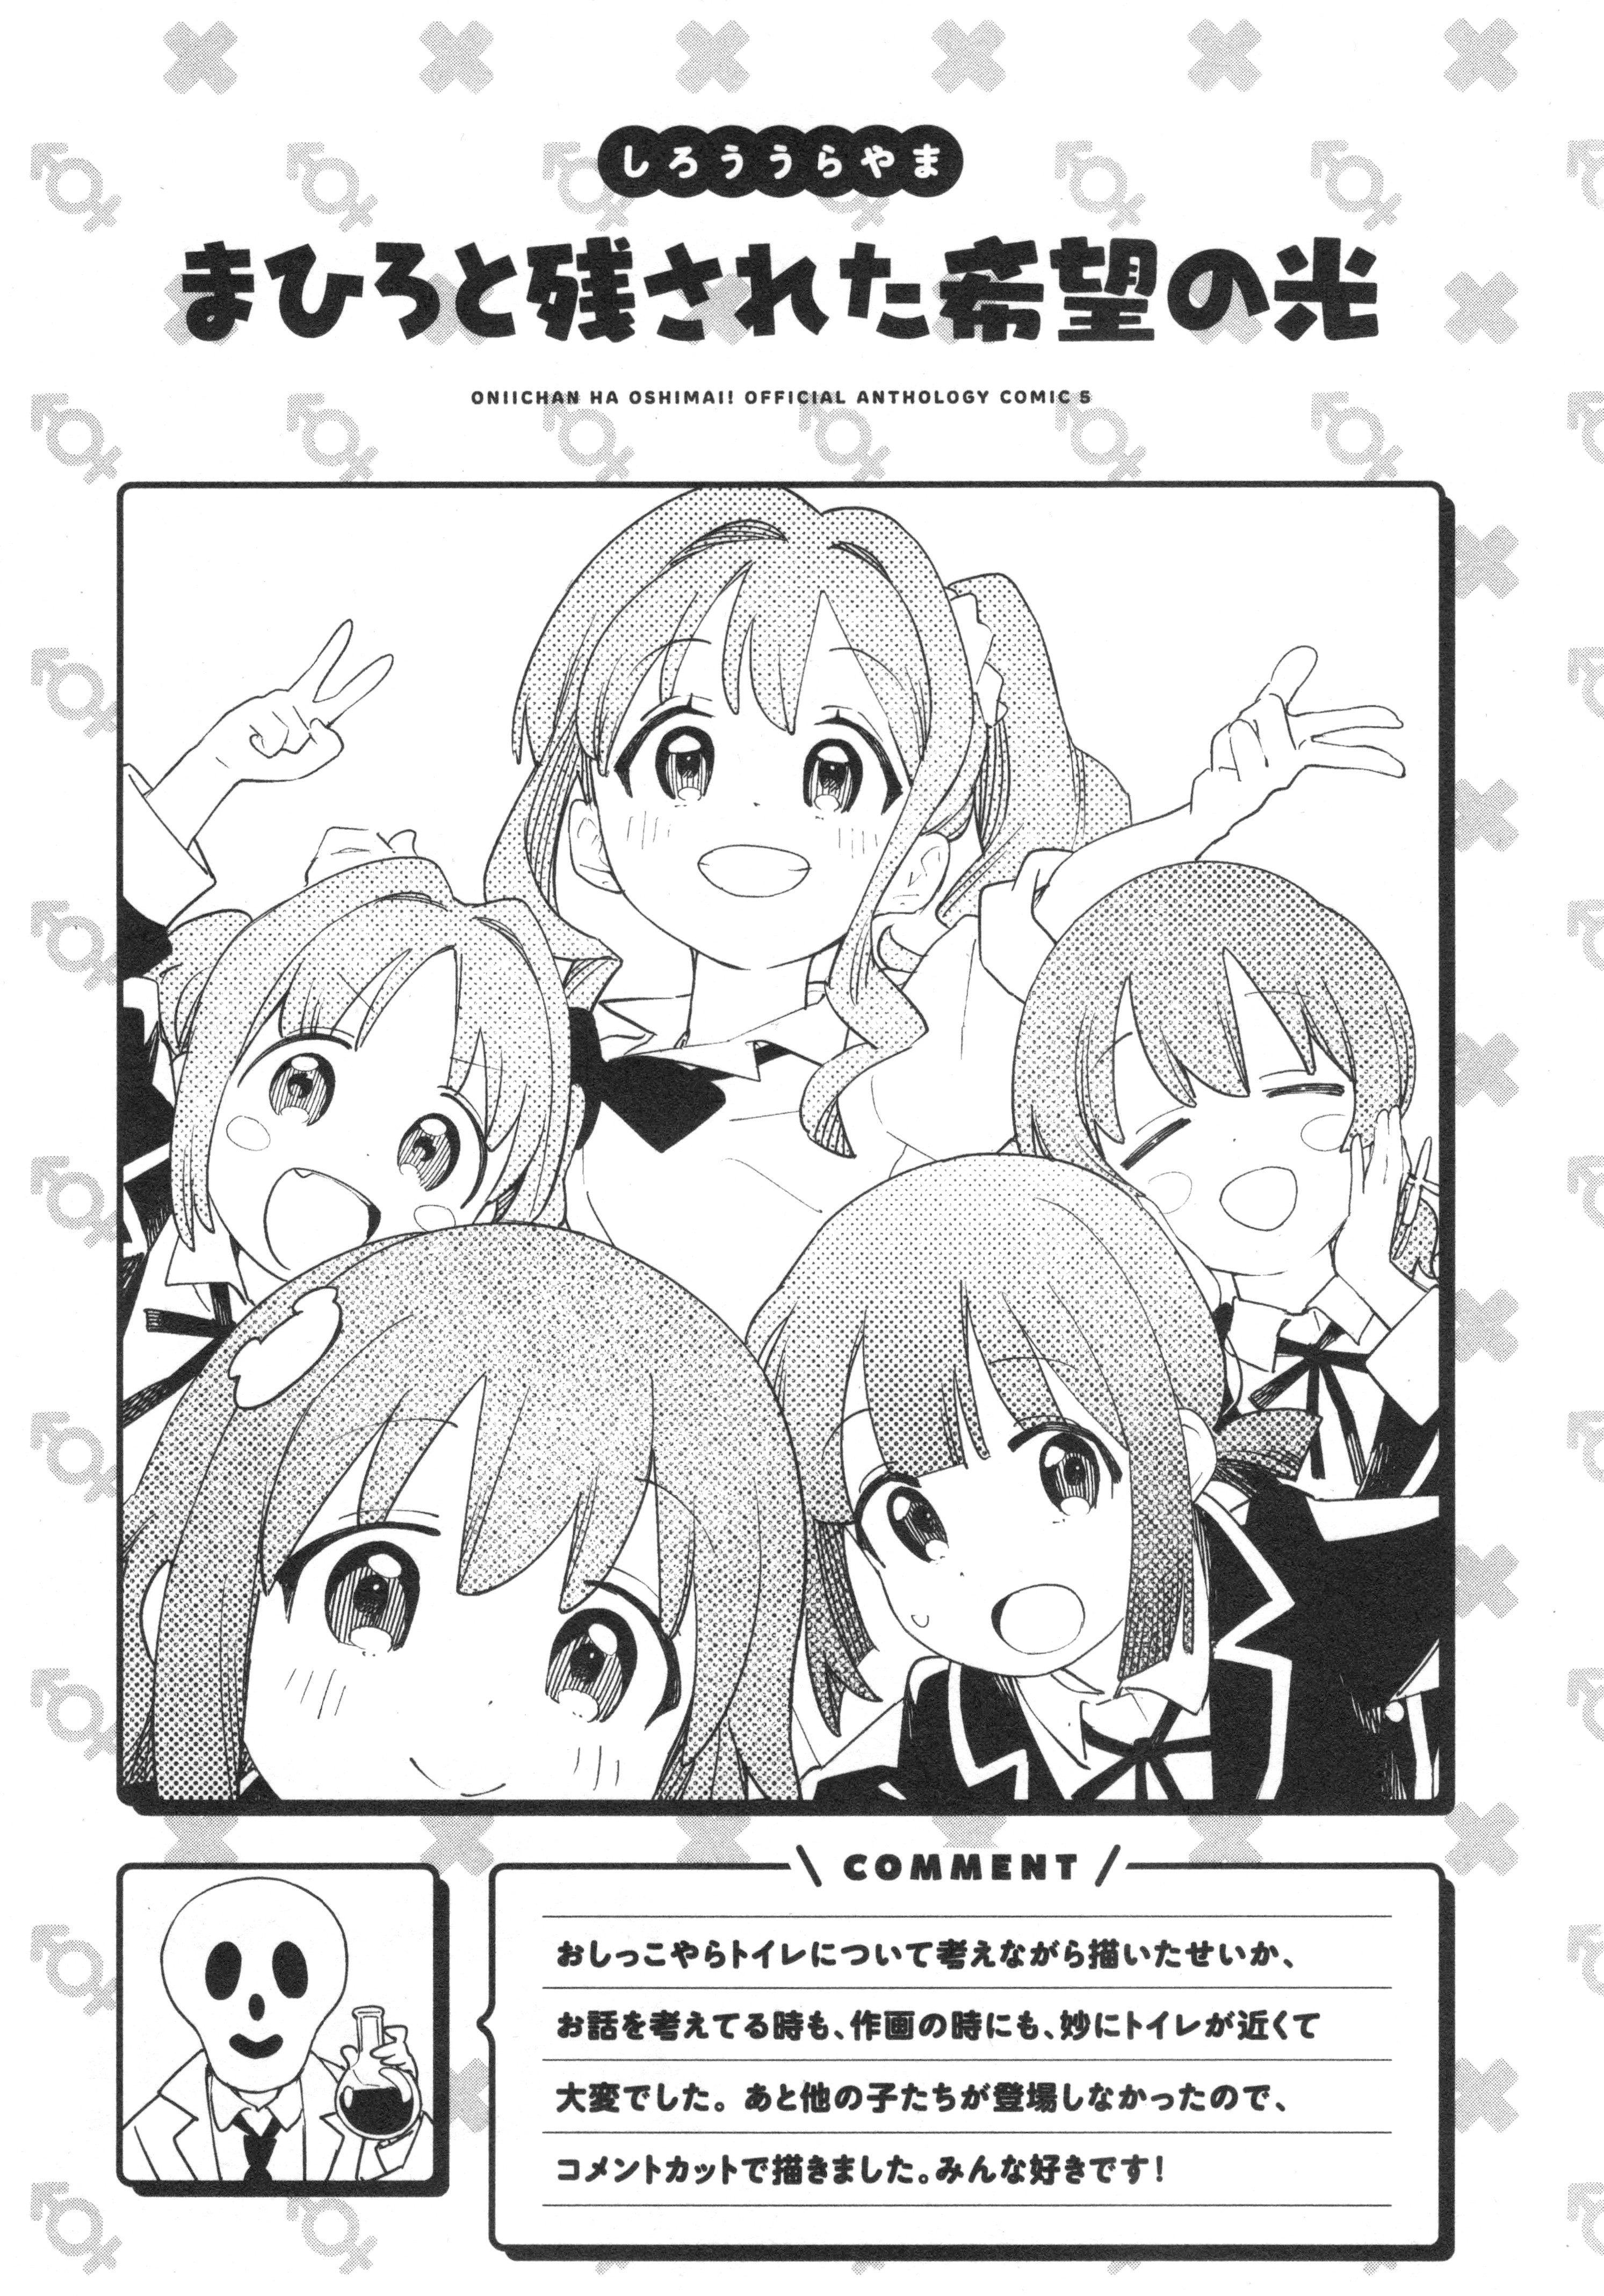 しろううらやま
まひろと残された希望の光
ONIICHAN HA OSHIMAI! OFFICIAL ANTHOLOGY COMIC 5
COMMENT
おしっこやらトイレについて考えながら描いたせいか、
お話を考えてる時も、作画の時にも、妙にトイレが近くて
大変でした。あと他の子たちが登場しなかったので、
コメントカットで描きました。みんな好きです!